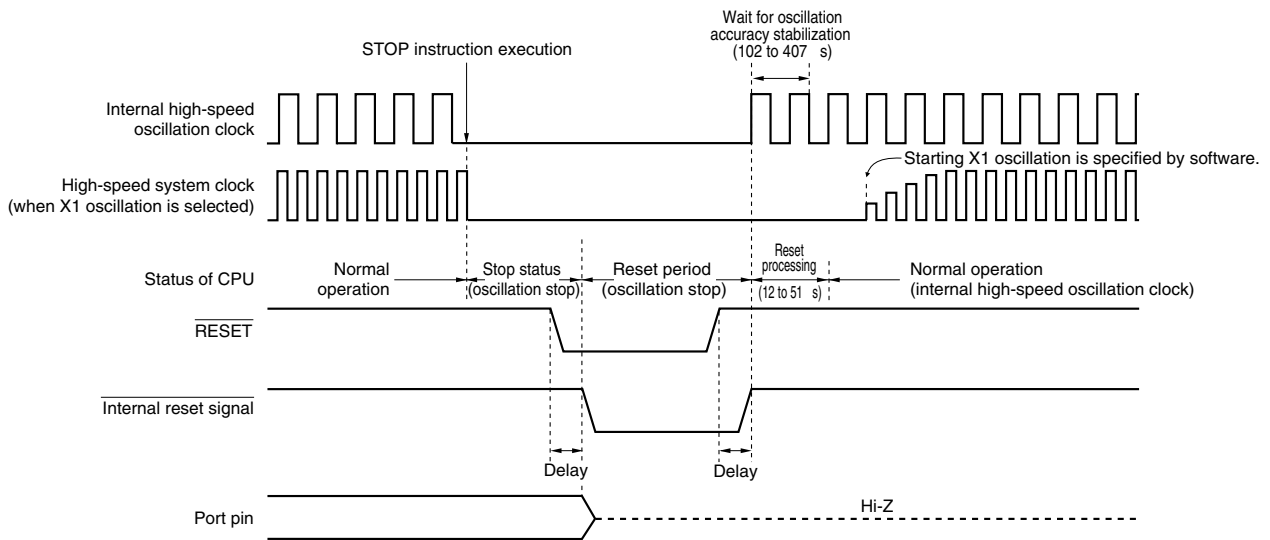 Wait for oscillation
accuracy stabilization
(102 to 407 s)
STOP instruction execution
Internal high-speed
oscillation clock
Starting X1 oscillation is specified by software.
High-speed system clock
(when X1 oscillation is selected)
Status of CPU
Normal
operation
Stop status
(oscillation stop)
Reset period
(oscillation stop)
Reset
processing
(12 to 51 s)
Normal operation
(internal high-speed oscillation clock)
RESET
Internal reset signal
Delay
Delay
Port pin
Hi-Z